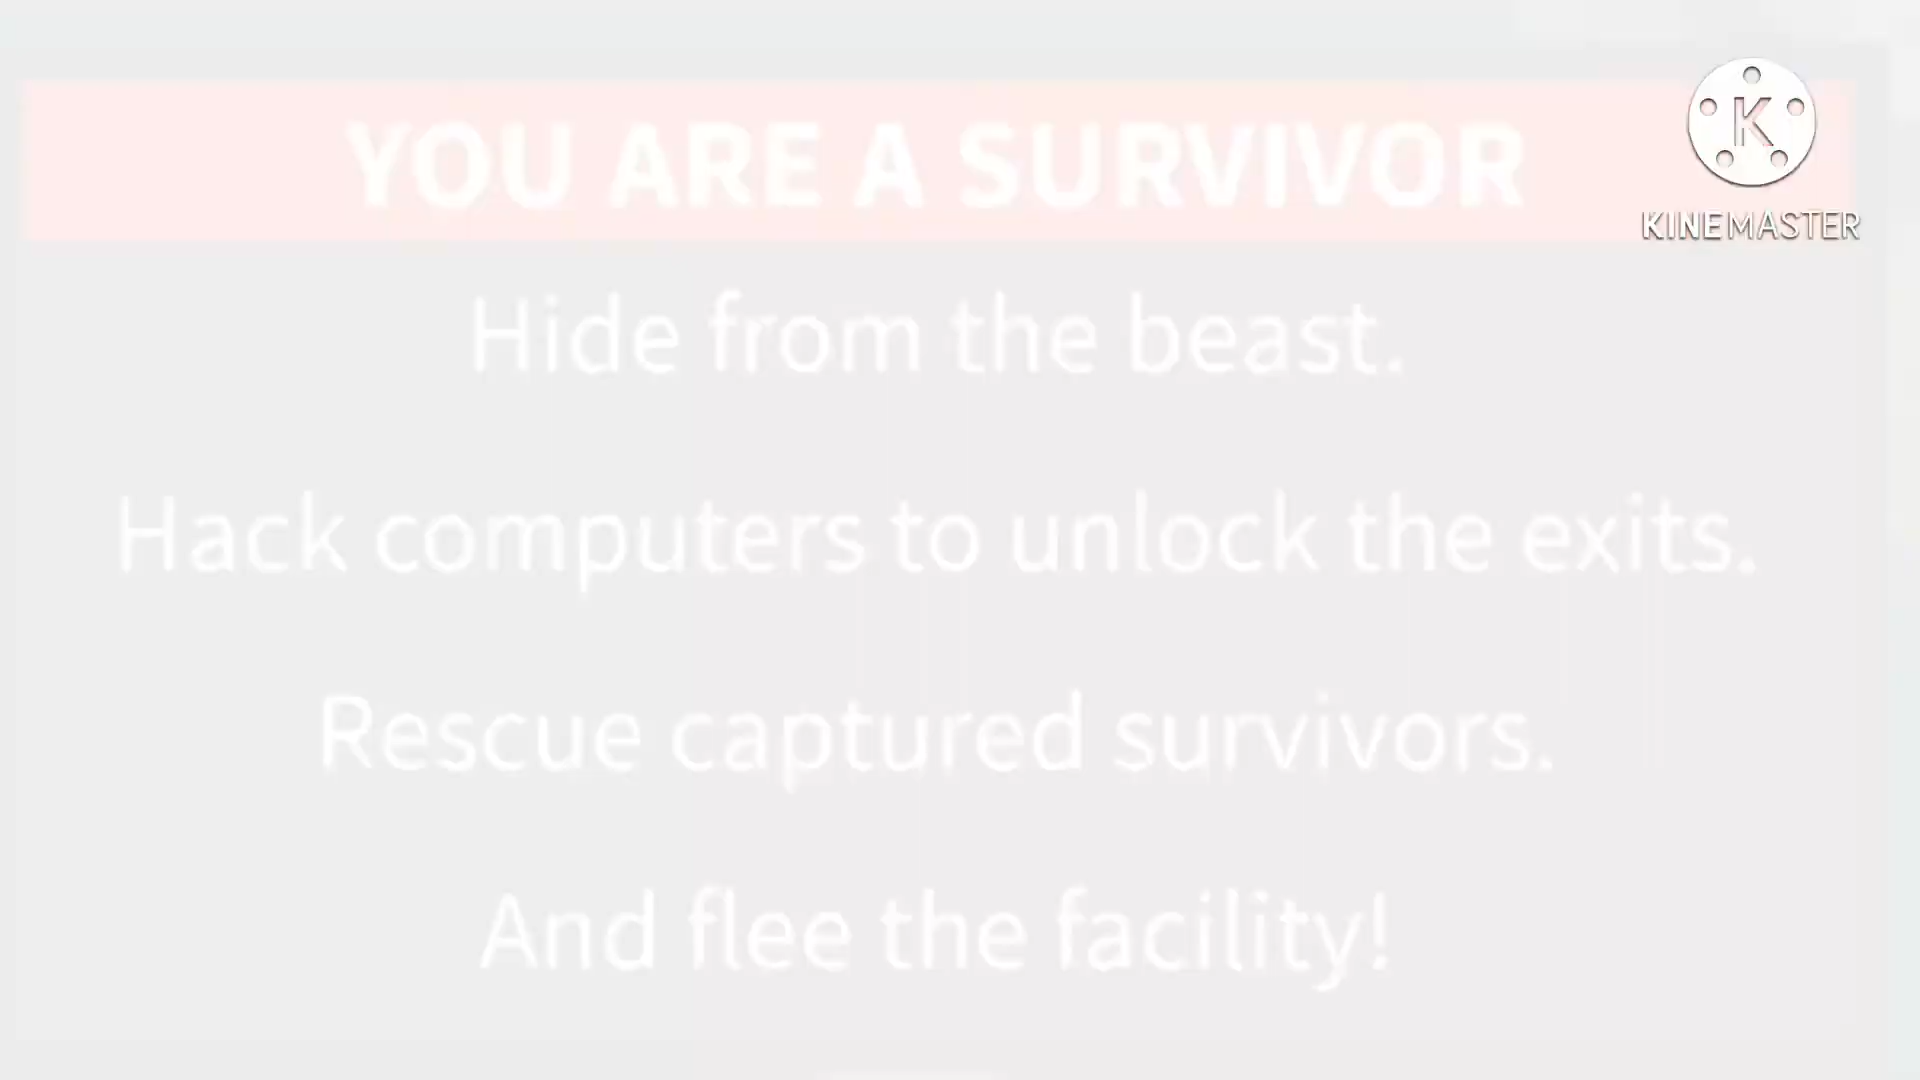 YOU ARE A SURVIVOR
K
KINEMASTER
Hide from the beast.
Hack computers to unlock the exits.
Rescue captured survivors.
And flee the facility!